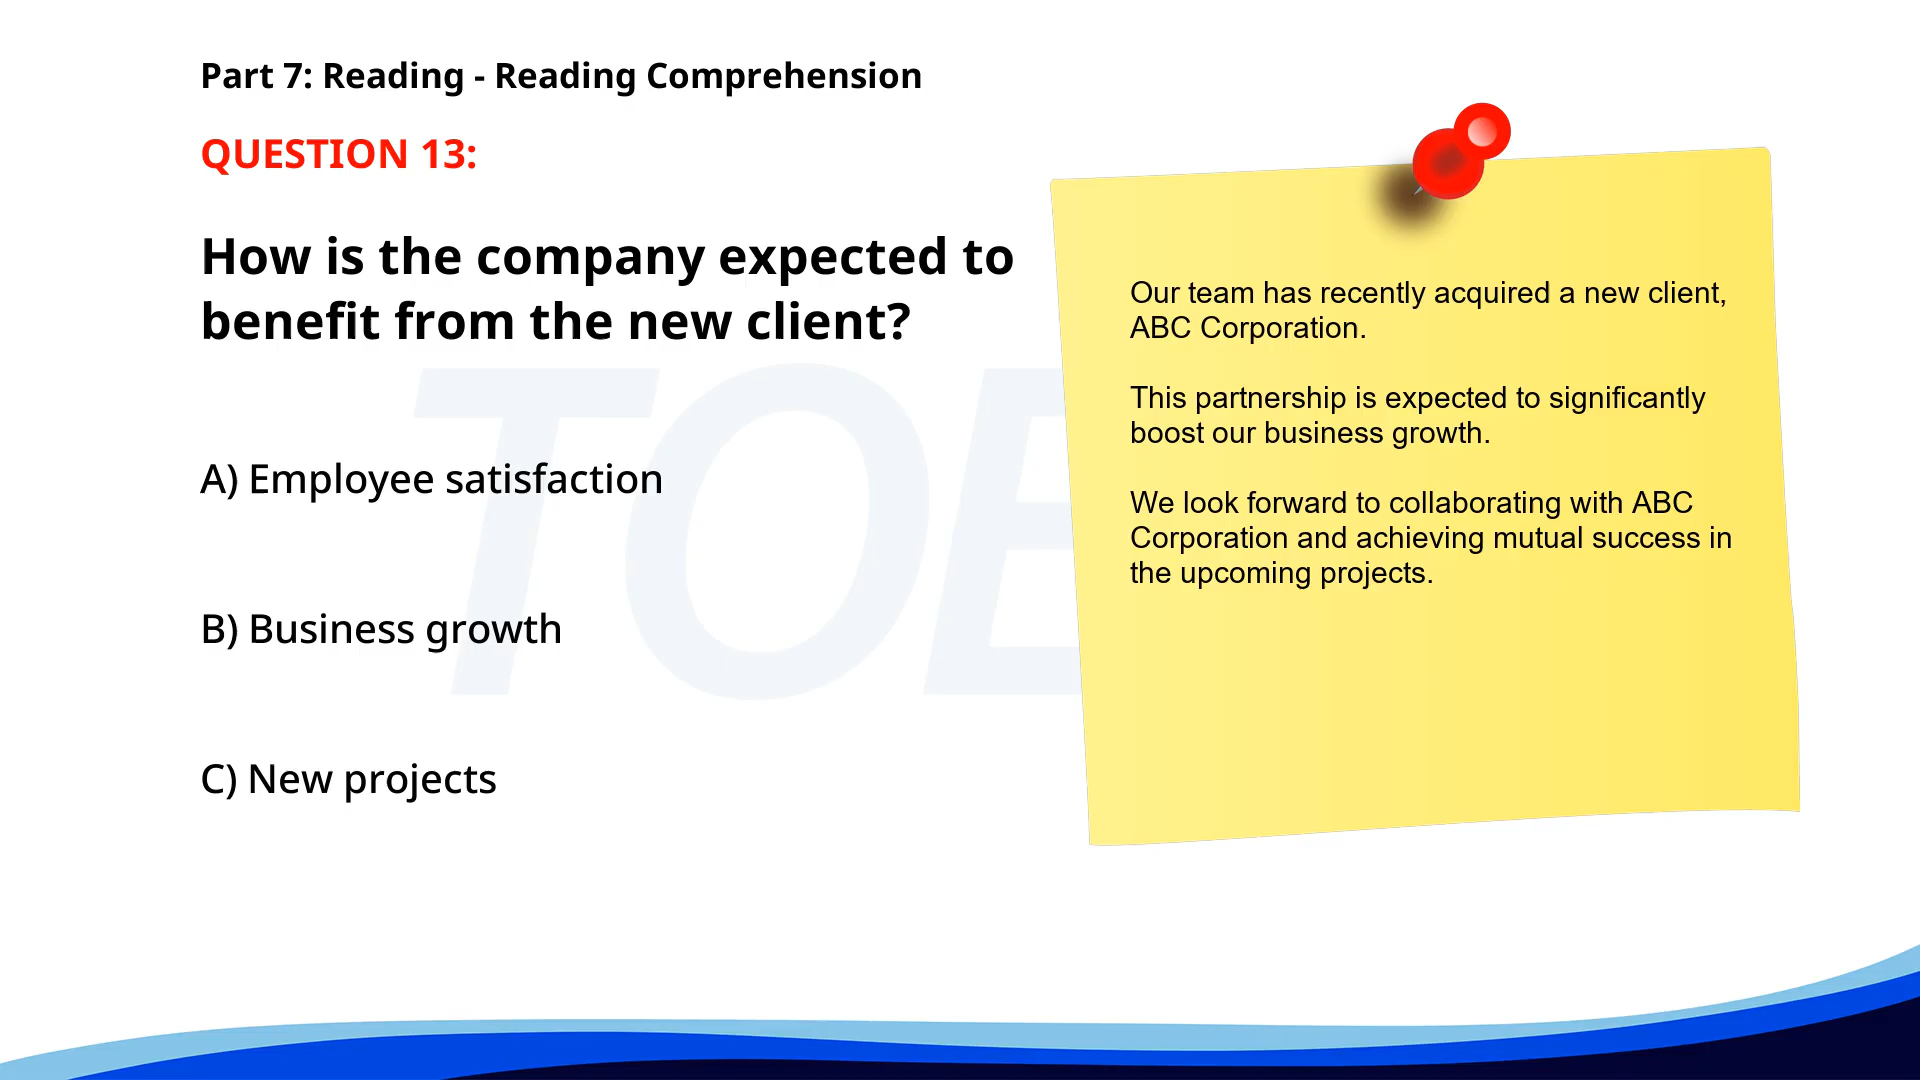 Part 7: Reading - Reading Comprehension
QUESTION 13:
How is the company expected to
benefit from the new client?
A) Employee satisfaction
B) Business growth
C) New projects
Our team has recently acquired a new client,
ABC Corporation.
This partnership is expected to significantly
boost our business growth.
We look forward to collaborating with ABC
Corporation and achieving mutual success in
the upcoming projects.
TOE